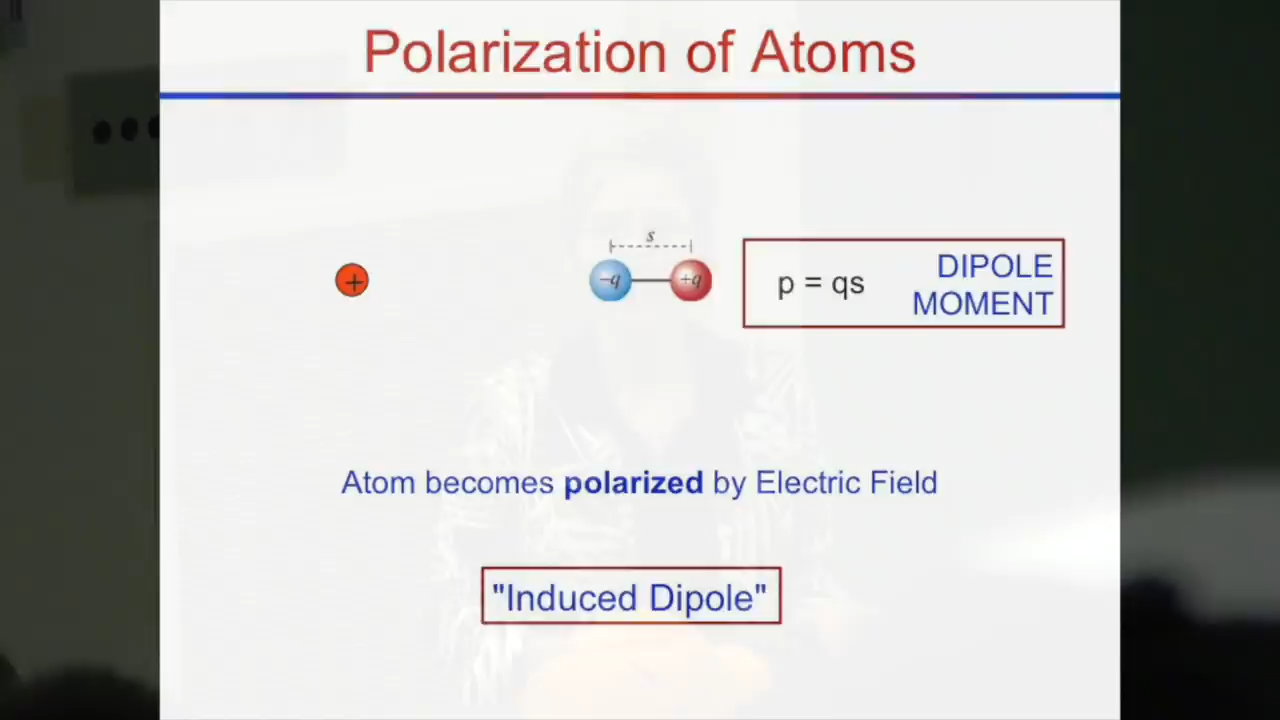 Polarization of Atoms
s
+
−q
+q
p = qs
DIPOLE
MOMENT
Atom becomes polarized by Electric Field
"Induced Dipole"